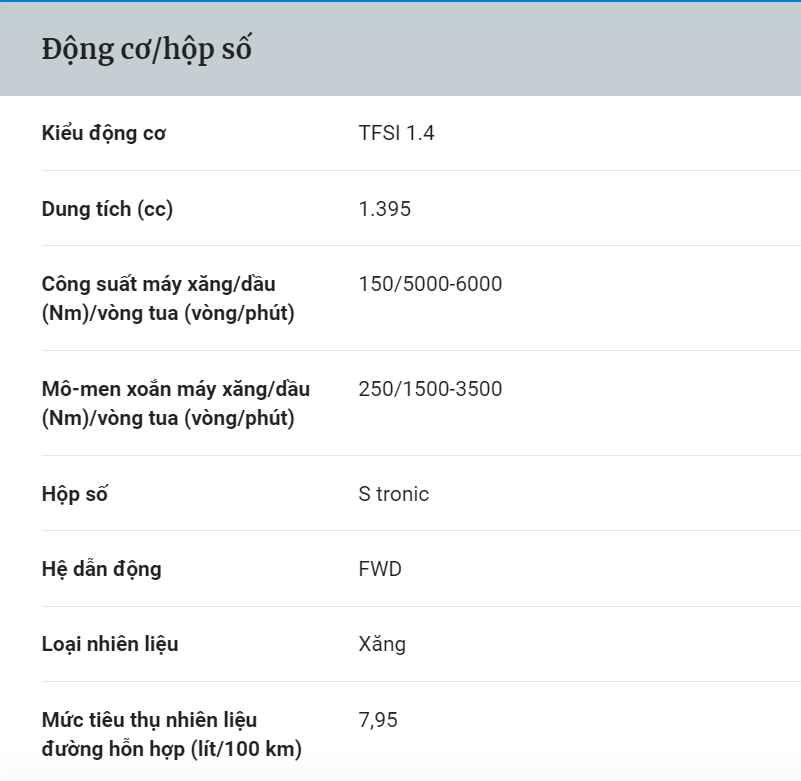 Động cơ/hộp số
Kiểu động cơ TFSI 1.4
Dung tích (cc) 1.395
Công suất máy xăng/dầu 150/5000-6000
(Nm)/vòng tua (vòng/phút)
Mô-men xoắn máy xăng/dầu 250/1500-3500
(Nm)/vòng tua (vòng/phút)
Hộp số S tronic
Hệ dẫn động FWD
Loại nhiên liệu Xăng
Mức tiêu thụ nhiên liệu 7,95
đường hỗn hợp (lít/100 km)